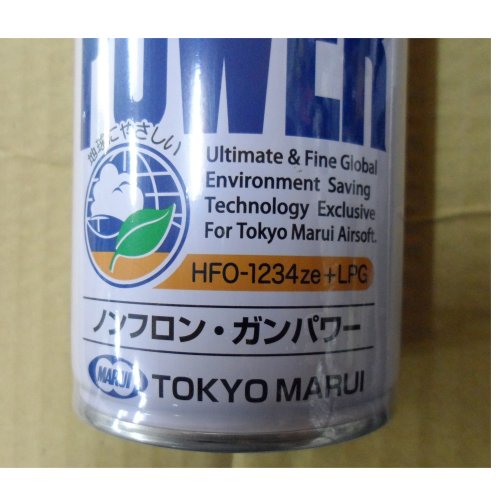 POWER
地球にやさしい
Ultimate & Fine Global
Environment Saving
Technology Exclusive
For Tokyo Marui Airsoft.
HFO-1234ze+LPG
ノンフロン・ガンパワー
MARUI TOKYO MARUI